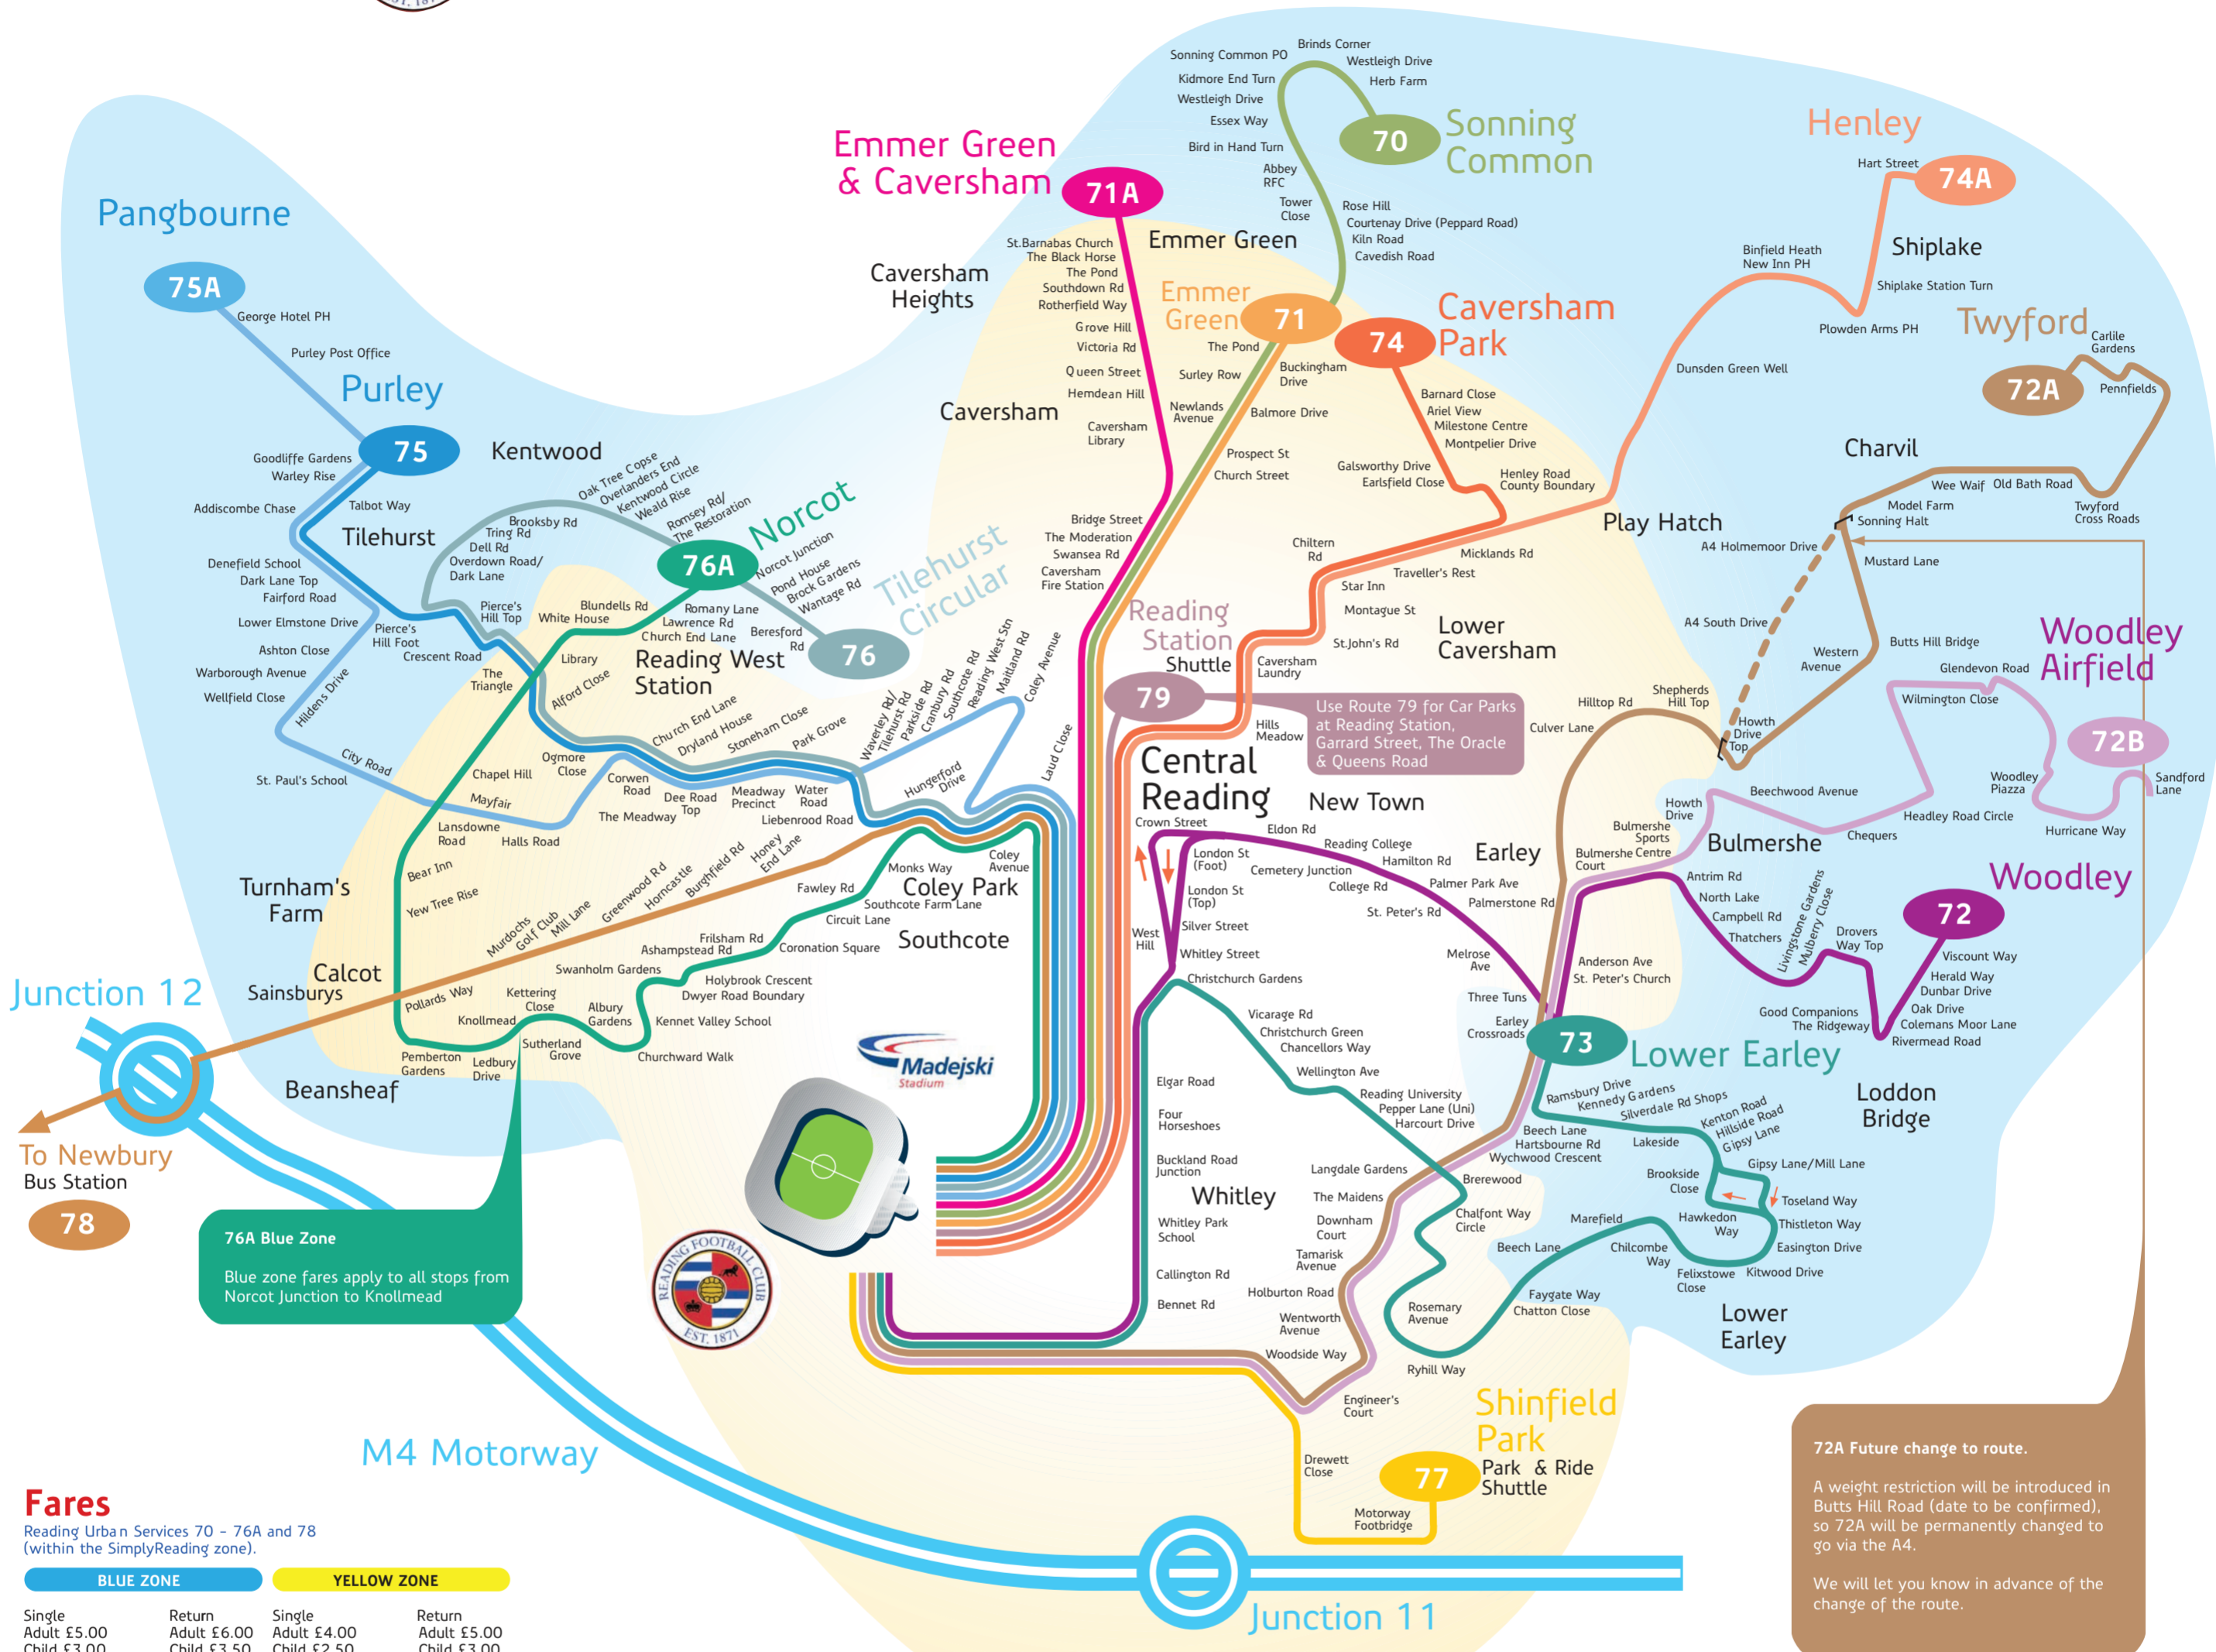 EST. 187
Emmer Green
& Caversham
71A
Sonning Common PO
Brinds Corner
Westleigh Drive
Herb Farm
Kidmore End Turn
Westleigh Drive
Essex Way
Bird in Hand Turn
Abbey
RFC
Tower
Close
70
Sonning
Common
Rose Hill
Courtenay Drive (Peppard Road)
Kiln Road
Cavedish Road
Henley
Hart Street
74A
Shiplake
Binfield Heath
New Inn PH
Shiplake Station Turn
Plowden Arms PH
Dunsden Green Well
Twyford
Carlile
Gardens
72A
Pennfields
Charvil
Wee Waif
Old Bath Road
Model Farm
Sonning Halt
Twyford
Cross Roads
A4 Holmemoor Drive
Mustard Lane
A4 South Drive
Butts Hill Bridge
Western
Avenue
Pangbourne
75A
George Hotel PH
Purley Post Office
Purley
75
Goodliffe Gardens
Warley Rise
Addiscombe Chase
Talbot Way
Tilehurst
Denefield School
Dark Lane Top
Fairford Road
Lower Elmstone Drive
Ashton Close
Warborough Avenue
Wellfield Close
Hildens Drive
City Road
St. Paul's School
Pierce's
Hill Foot
Crescent Road
Kentwood
Oak Tree Copse
Overlanders End
Kentwood Circle
Weald Rise
Romsey Rd/
The Restoration
Brooksby Rd
Tring Rd
Dell Rd
Overdown Road/
Dark Lane
Pierce's
Hill Top
Norcot
76A
Norcot Junction
Pond House
Brock Gardens
Wantage Rd
Tilehurst
Circular
76
Blundells Rd
White House
Romany Lane
Lawrence Rd
Church End Lane
Beresford
Rd
Library
Reading West
Station
The
Triangle
Alford Close
Church End Lane
Dryland House
Stoneham Close
Park Grove
Waverley Rd/
Tilehurst Rd
Parkside Rd
Cranbury Rd
Southcote Rd
Reading West Stn
Maitland Rd
Coley Avenue
Ogmore
Close
Chapel Hill
Mayfair
Corwen
Road
The Meadway
Dee Road
Top
Meadway
Precinct
Water
Road
Liebenrood Road
Hungerford
Drive
Laud Close
Lansdowne
Road
Halls Road
Bear Inn
Yew Tree Rise
Turnham's
Farm
Calcot
Sainsburys
Murdochs
Golf Club
Mill Lane
Greenwood Rd
Horncastle
Burghfield Rd
Honey
End Lane
Monks Way
Coley
Avenue
Coley Park
Fawley Rd
Southcote Farm Lane
Circuit Lane
Southcote
Coronation Square
Frilsham Rd
Ashampstead Rd
Swanholm Gardens
Holybrook Crescent
Dwyer Road Boundary
Kennet Valley School
Churchward Walk
Albury
Gardens
Kettering
Close
Knollmead
Sutherland
Grove
Pollards Way
Pemberton
Gardens
Ledbury
Drive
Beansheaf
Junction 12
To Newbury
Bus Station
78
76A Blue Zone
Blue zone fares apply to all stops from
Norcot Junction to Knollmead
Caversham
Heights
Caversham
Emmer Green
St.Barnabas Church
The Black Horse
The Pond
Southdown Rd
Rotherfield Way
Grove Hill
Victoria Rd
Queen Street
Hemdean Hill
Caversham
Library
Emmer
Green
71
The Pond
Surley Row
Newlands
Avenue
Buckingham
Drive
Balmore Drive
Prospect St
Church Street
Bridge Street
The Moderation
Swansea Rd
Caversham
Fire Station
74
Caversham
Park
Barnard Close
Ariel View
Milestone Centre
Montpelier Drive
Galsworthy Drive
Earlsfield Close
Henley Road
County Boundary
Play Hatch
Chiltern
Rd
Micklands Rd
Traveller's Rest
Star Inn
Montague St
St.John's Rd
Lower
Caversham
Caversham
Laundry
Hills
Meadow
Reading
Station
Shuttle
79
Use Route 79 for Car Parks
at Reading Station,
Garrard Street, The Oracle
& Queens Road
Central
Reading
New Town
Crown Street
London St
(Foot)
London St
(Top)
Silver Street
West
Hill
Whitley Street
Christchurch Gardens
Eldon Rd
Cemetery Junction
Reading College
College Rd
Hamilton Rd
St. Peter's Rd
Palmer Park Ave
Palmerstone Rd
Earley
Melrose
Ave
Three Tuns
Earley
Crossroads
Culver Lane
Hilltop Rd
Shepherds
Hill Top
Howth
Drive
Top
Woodley
Airfield
Glendevon Road
Wilmington Close
72B
Woodley
Piazza
Sandford
Lane
Hurricane Way
Headley Road Circle
Chequers
Beechwood Avenue
Howth
Drive
Bulmershe
Bulmershe
Sports
Bulmershe Centre
Court
Antrim Rd
North Lake
Campbell Rd
Thatchers
Livingstone Gardens
Mulberry Close
Drovers
Way Top
Woodley
72
Viscount Way
Herald Way
Dunbar Drive
Oak Drive
Colemans Moor Lane
Rivermead Road
Good Companions
The Ridgeway
Anderson Ave
St. Peter's Church
73
Lower Earley
Loddon
Bridge
Ramsbury Drive
Kennedy Gardens
Silverdale Rd Shops
Kenton Road
Hillside Road
Gipsy Lane
Lakeside
Gipsy Lane/Mill Lane
Brookside
Close
Toseland Way
Hawkedon
Way
Thistleton Way
Easington Drive
Kitwood Drive
Felixstowe
Close
Chilcombe
Way
Marefield
Beech Lane
Faygate Way
Chatton Close
Lower
Earley
Vicarage Rd
Christchurch Green
Chancellors Way
Wellington Ave
Reading University
Pepper Lane (Uni)
Harcourt Drive
Beech Lane
Hartsbourne Rd
Wychwood Crescent
Brerewood
Chalfont Way
Circle
Langdale Gardens
The Maidens
Downham
Court
Tamarisk
Avenue
Holburton Road
Wentworth
Avenue
Woodside Way
Engineer's
Court
Rosemary
Avenue
Ryhill Way
Elgar Road
Four
Horseshoes
Buckland Road
Junction
Whitley
Whitley Park
School
Callington Rd
Bennet Rd
Madejski
Stadium
READING FOOTBALL CLUB
EST. 1871
Shinfield
Park
Park & Ride
Shuttle
77
Drewett
Close
Motorway
Footbridge
M4 Motorway
Junction 11
72A Future change to route.
A weight restriction will be introduced in
Butts Hill Road (date to be confirmed),
so 72A will be permanently changed to
go via the A4.
We will let you know in advance of the
change of the route.
Fares
Reading Urban Services 70 - 76A and 78
(within the SimplyReading zone).
BLUE ZONE
YELLOW ZONE
Single
Return
Single
Return
Adult £5.00
Adult £6.00
Adult £4.00
Adult £5.00
Child £3.00
Child £3.50
Child £2.50
Child £3.00